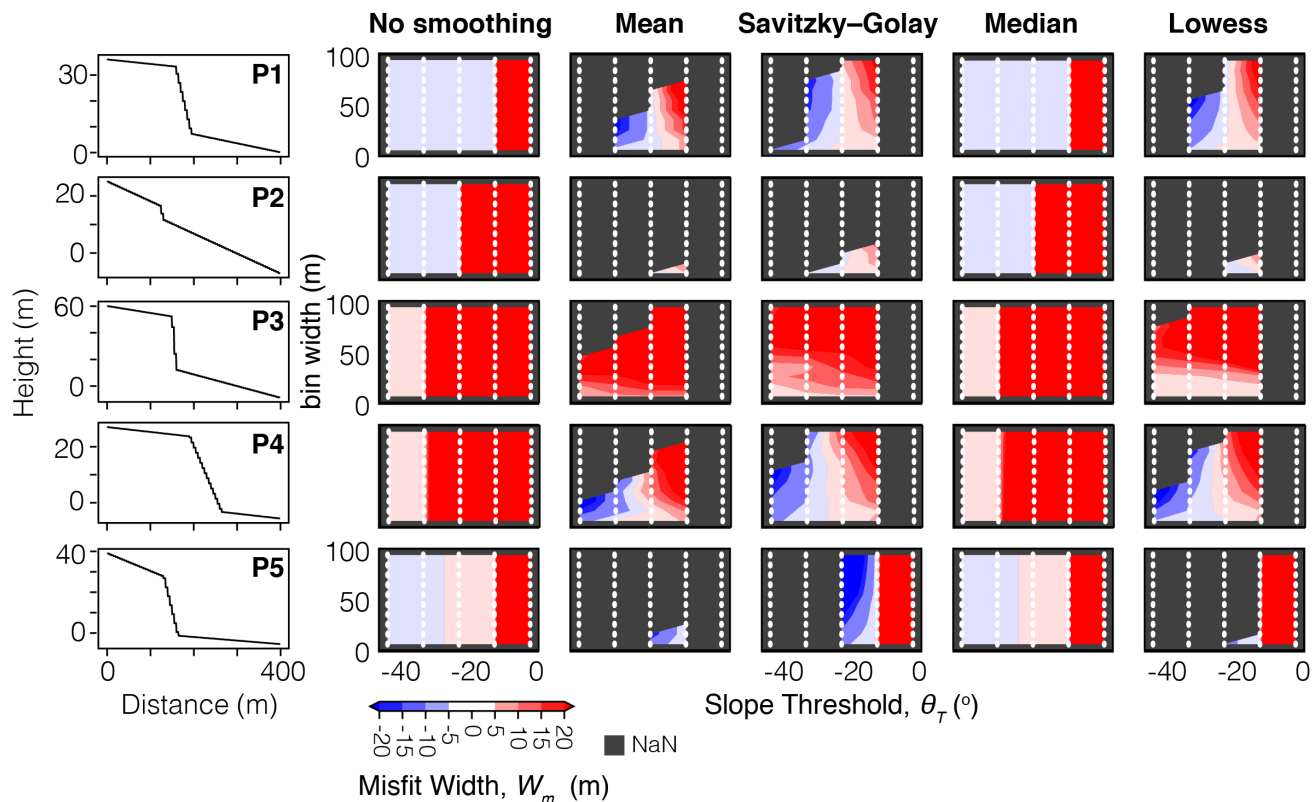 No smoothing Mean Savitzky–Golay Median Lowess
P1
30
0
100
50
0
P2
20
0
P3
60
0
100
50
0
P4
20
0
P5
40
0
100
50
0
Height (m)
bin width (m)
0 400
Distance (m)
-40 -20 0 -40 -20 0 -40 -20 0
Slope Threshold, θT (°)
-20 -15 -10 -5 0 5 10 15 20
NaN
Misfit Width, Wm (m)